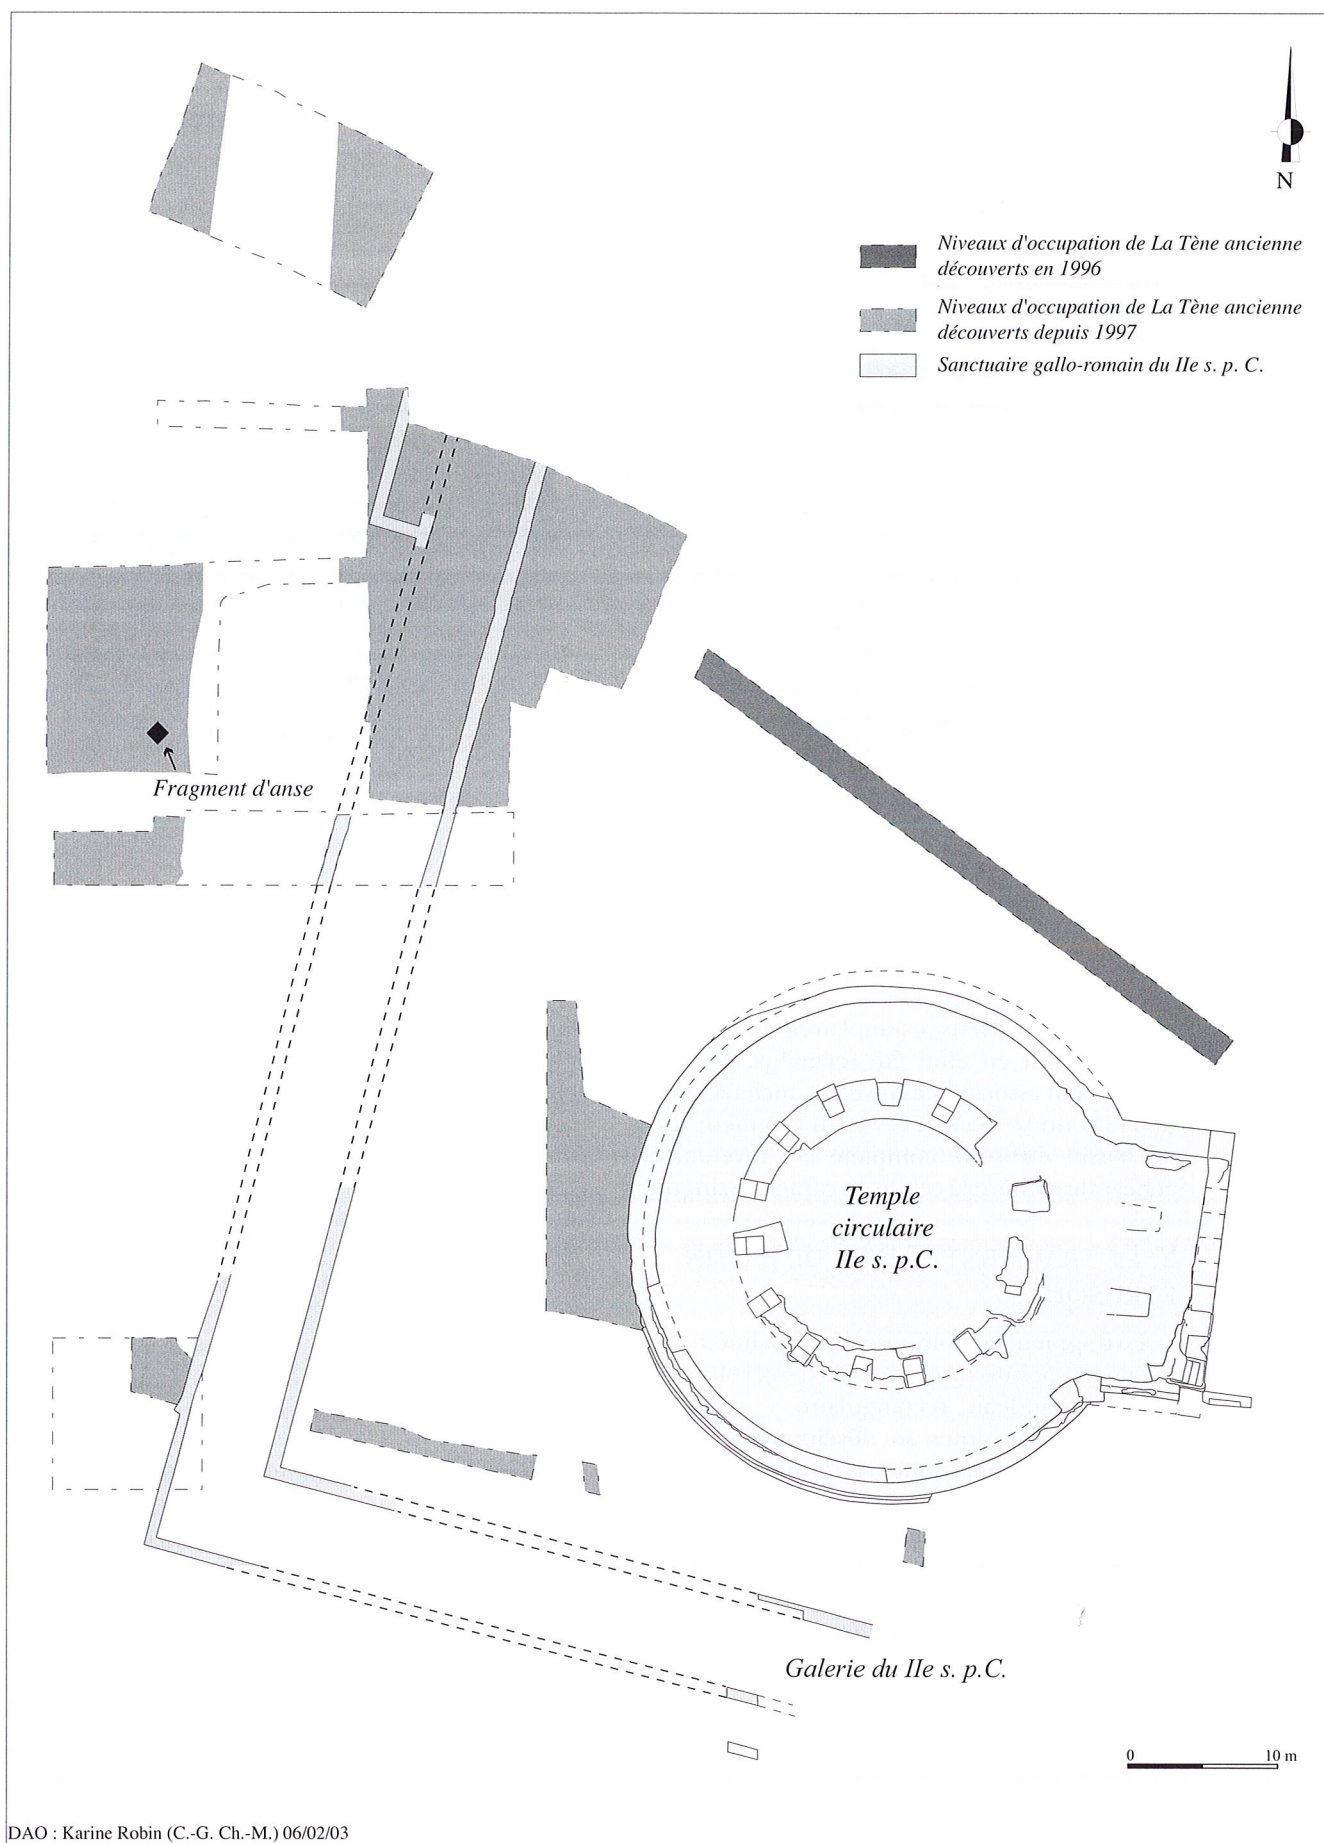 N
Niveaux d'occupation de La Tène ancienne
découverts en 1996
Niveaux d'occupation de La Tène ancienne
découverts depuis 1997
Sanctuaire gallo-romain du IIe s. p. C.
Fragment d'anse
Temple
circulaire
IIe s. p.C.
Galerie du IIe s. p.C.
0 10 m
DAO : Karine Robin (C.-G. Ch.-M.) 06/02/03